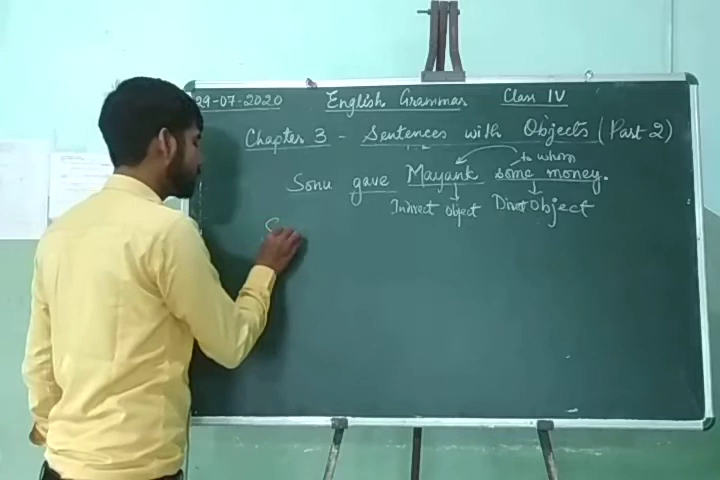 29-07-2020 English Grammar Class IV
Chapter 3 - Sentences with Objects (Part 2)
to whom
Sonu gave Mayank some money.
Indirect object Direct Object